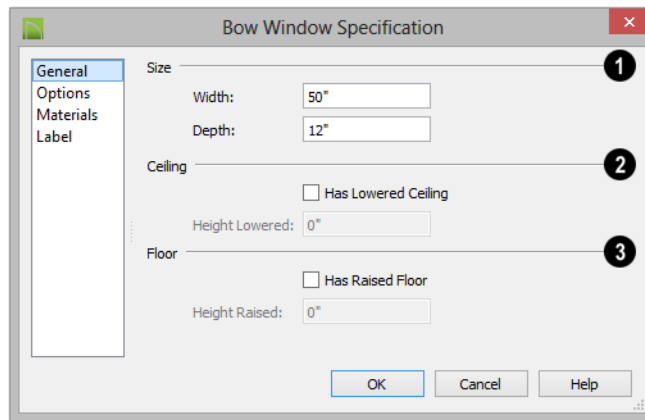 Bow Window Specification
General
Options
Materials
Label
Size
1
Width: 50"
Depth: 12"
Ceiling
2
Has Lowered Ceiling
Height Lowered: 0"
Floor
3
Has Raised Floor
Height Raised: 0"
OK Cancel Help